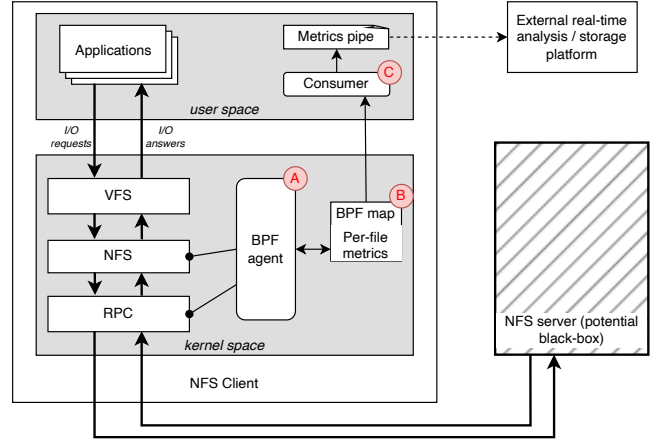 Applications
Metrics pipe
External real-time
analysis / storage
platform
C
Consumer
user space
I/O
requests
I/O
answers
A
B
VFS
BPF map
BPF
agent
Per-file
metrics
NFS
RPC
NFS server (potential
black-box)
kernel space
NFS Client